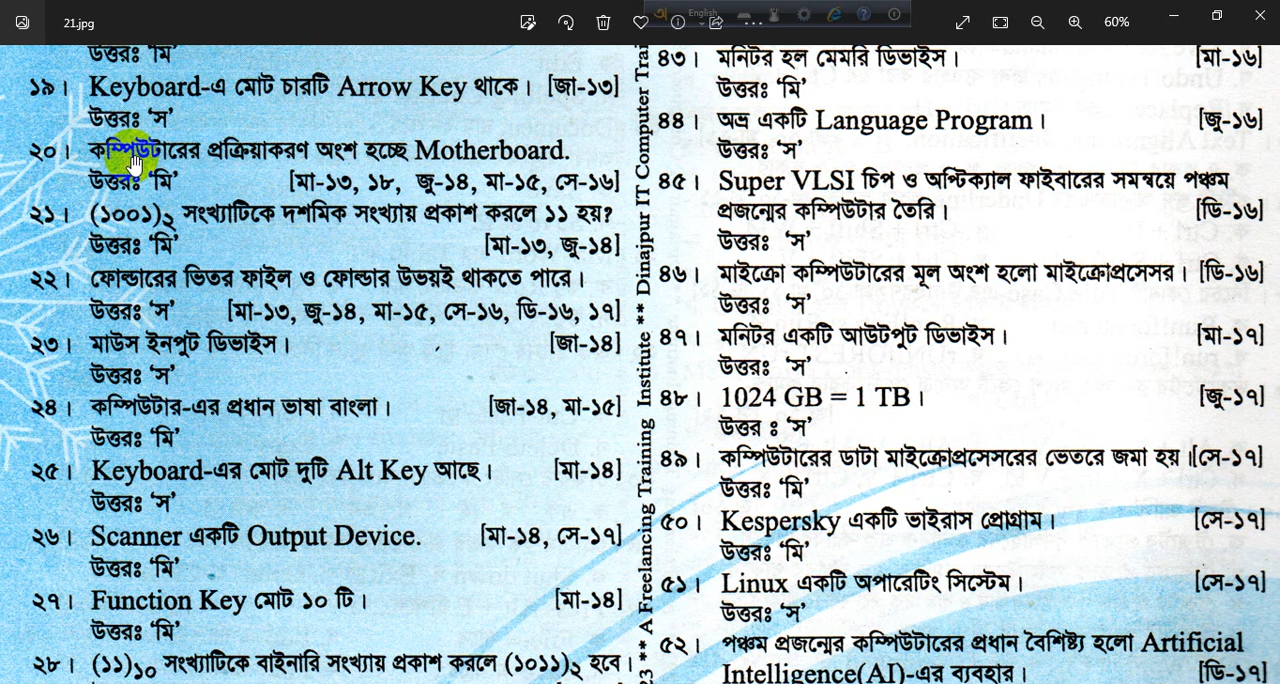 21.jpg
English
60%
উত্তরঃ ‘মি’
১৯। Keyboard-এ মোট চারটি Arrow Key থাকে। [জা-১৩]
উত্তরঃ ‘স’
২০। কম্পিউটারের প্রক্রিয়াকরণ অংশ হচ্ছে Motherboard.
উত্তরঃ ‘মি’ [মা-১৩, ১৮, জু-১৪, মা-১৫, সে-১৬]
২১। (১০০১)২ সংখ্যাটিকে দশমিক সংখ্যায় প্রকাশ করলে ১১ হয়?
উত্তরঃ ‘মি’ [মা-১৩, জু-১৪]
২২। ফোল্ডারের ভিতর ফাইল ও ফোল্ডার উভয়ই থাকতে পারে।
উত্তরঃ ‘স’ [মা-১৩, জু-১৪, মা-১৫, সে-১৬, ডি-১৬, ১৭]
২৩। মাউস ইনপুট ডিভাইস। [জা-১৪]
উত্তরঃ ‘স’
২৪। কম্পিউটার-এর প্রধান ভাষা বাংলা। [জা-১৪, মা-১৫]
উত্তরঃ ‘মি’
২৫। Keyboard-এর মোট দুটি Alt Key আছে। [মা-১৪]
উত্তরঃ ‘স’
২৬। Scanner একটি Output Device. [মা-১৪, সে-১৭]
উত্তরঃ ‘মি’
২৭। Function Key মোট ১০ টি। [মা-১৪]
উত্তরঃ ‘মি’
২৮। (১১)১০ সংখ্যাটিকে বাইনারি সংখ্যায় প্রকাশ করলে (১০১১)২ হবে।
23 ** A Freelancing Training Institute ** Dinajpur IT Computer Trai
৪৩। মনিটর হল মেমরি ডিভাইস। [মা-১৬]
উত্তরঃ ‘মি’
৪৪। অভ্র একটি Language Program। [জু-১৬]
উত্তরঃ ‘স’
৪৫। Super VLSI চিপ ও অপ্টিক্যাল ফাইবারের সমন্বয়ে পঞ্চম
প্রজন্মের কম্পিউটার তৈরি। [ডি-১৬]
উত্তরঃ ‘স’
৪৬। মাইক্রো কম্পিউটারের মূল অংশ হলো মাইক্রোপ্রসেসর। [ডি-১৬]
উত্তরঃ ‘স’
৪৭। মনিটর একটি আউটপুট ডিভাইস। [মা-১৭]
উত্তরঃ ‘স’
৪৮। 1024 GB = 1 TB। [জু-১৭]
উত্তর ঃ ‘স’
৪৯। কম্পিউটারের ডাটা মাইক্রোপ্রসেসরের ভেতরে জমা হয়। [সে-১৭]
উত্তরঃ ‘মি’
৫০। Kespersky একটি ভাইরাস প্রোগ্রাম। [সে-১৭]
উত্তরঃ ‘মি’
৫১। Linux একটি অপারেটিং সিস্টেম। [সে-১৭]
উত্তরঃ ‘স’
৫২। পঞ্চম প্রজন্মের কম্পিউটারের প্রধান বৈশিষ্ট্য হলো Artificial
Intelligence(AI)-এর ব্যবহার। [ডি-১৭]